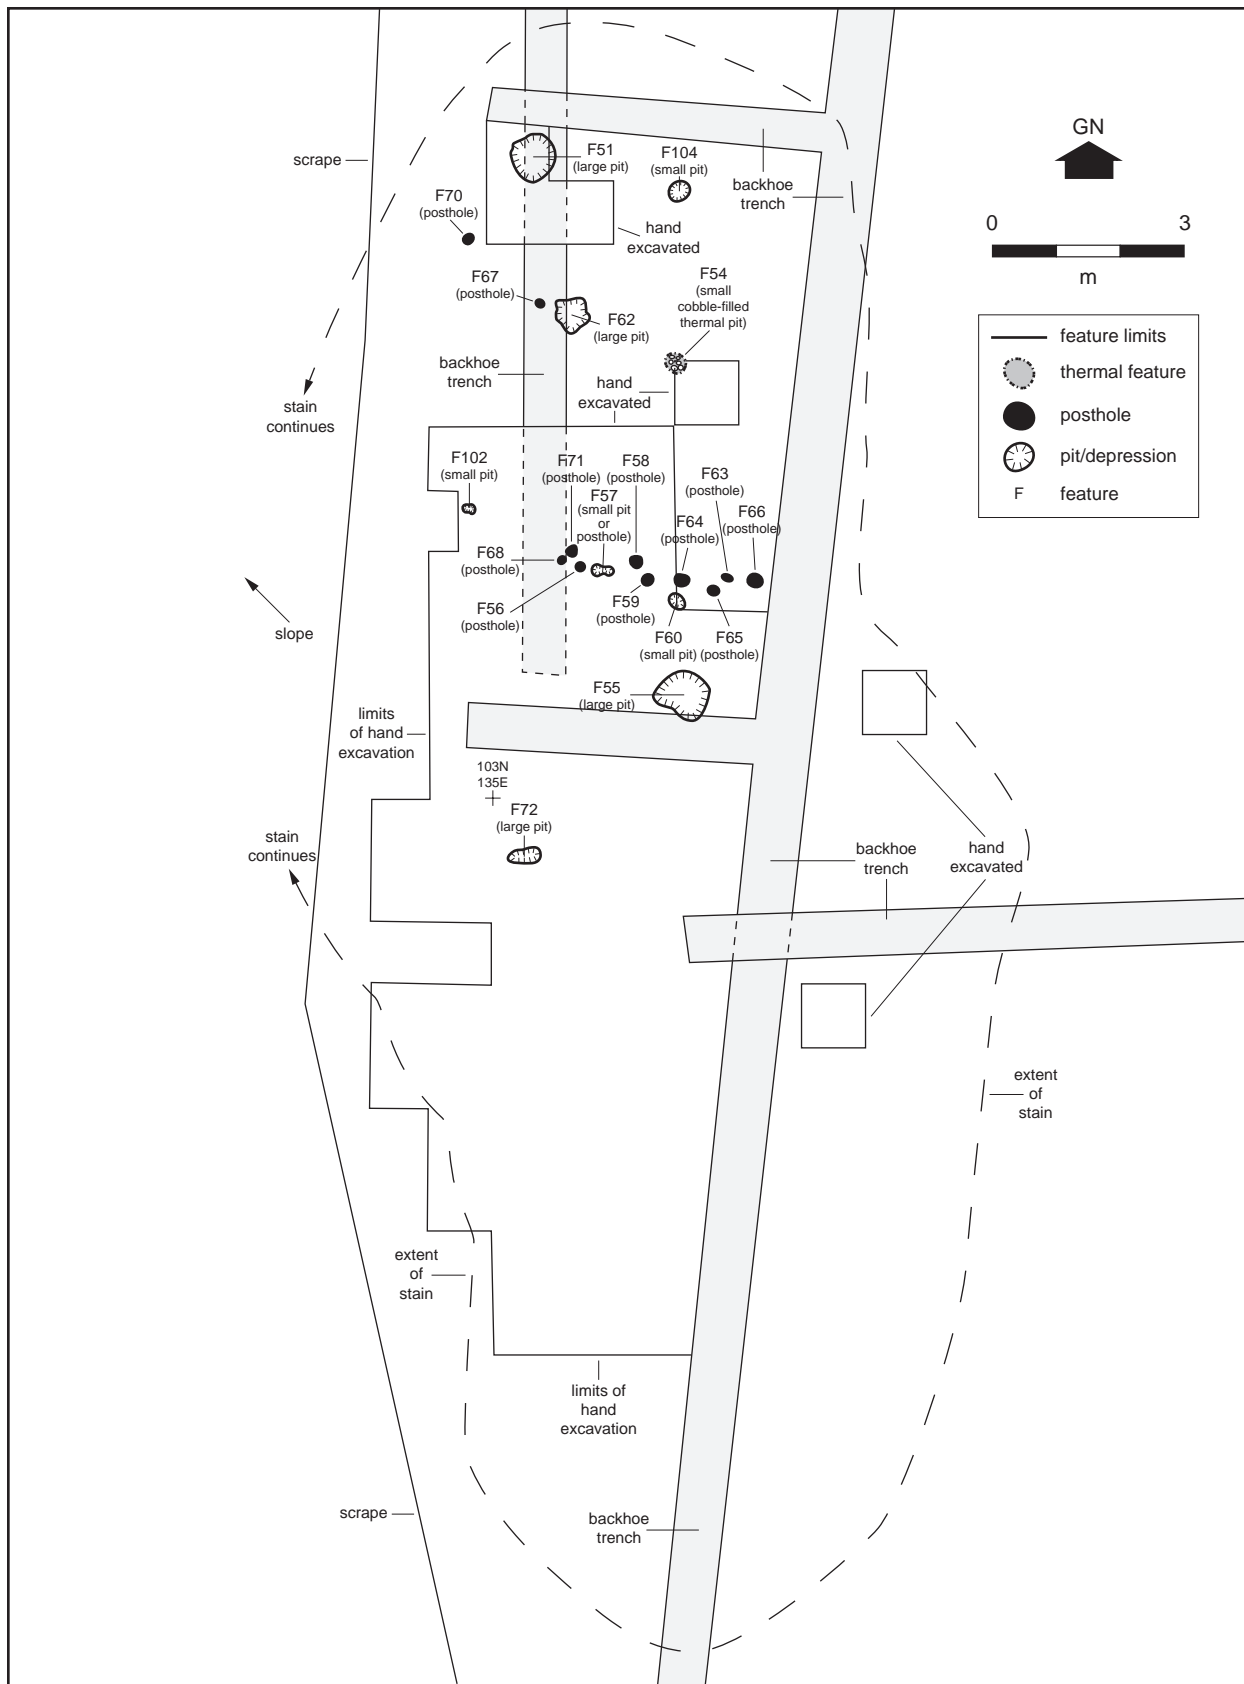 GN
0 3
m
feature limits
thermal feature
posthole
pit/depression
F feature
scrape
F51
(large pit)
F104
(small pit)
backhoe
trench
F70
(posthole)
hand
excavated
F67
(posthole)
F62
(large pit)
F54
(small
cobble-filled
thermal pit)
backhoe
trench
hand
excavated
stain
continues
F102
(small pit)
F71
(posthole)
F58
(posthole)
F57
(small pit
or
posthole)
F63
(posthole)
F64
(posthole)
F66
(posthole)
F68
(posthole)
F56
(posthole)
F59
(posthole)
F60
(small pit)
F65
(posthole)
slope
F55
(large pit)
limits
of hand
excavation
103N
135E
F72
(large pit)
stain
continues
backhoe
trench
hand
excavated
extent
of
stain
extent
of
stain
limits of
hand
excavation
scrape
backhoe
trench